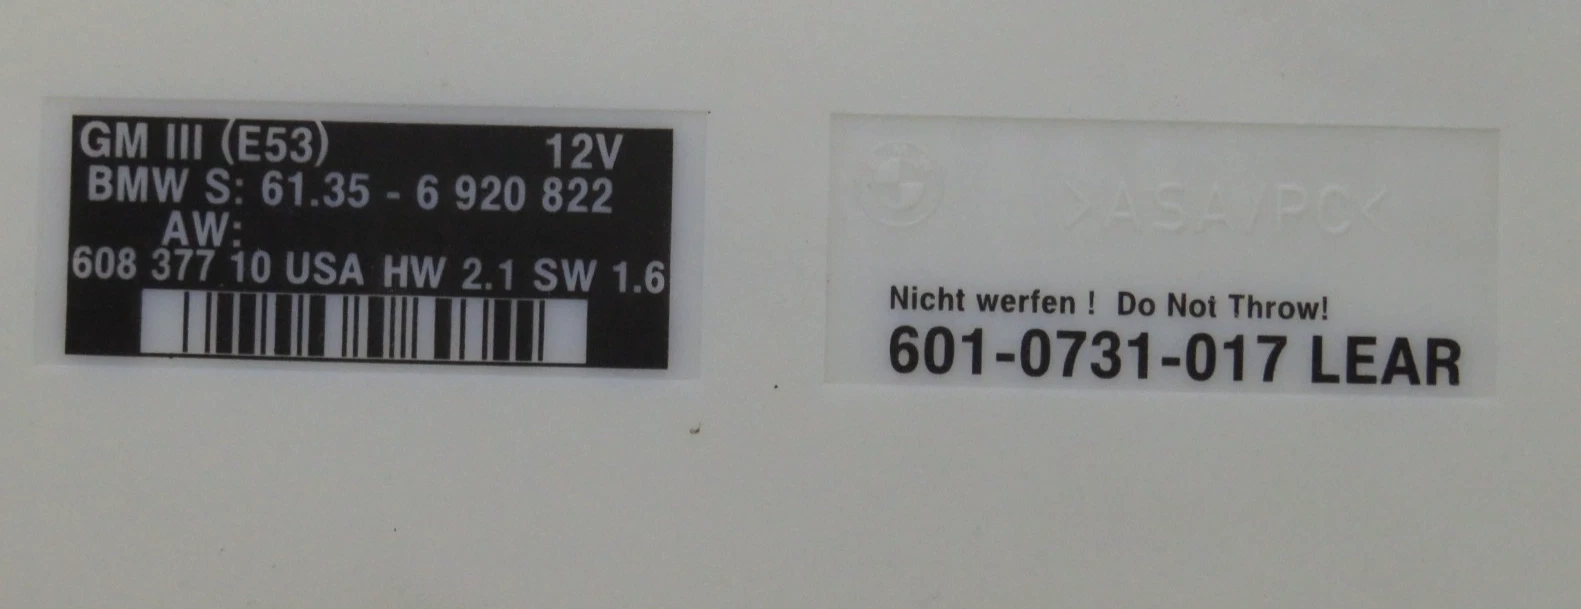 GM III (E53) 12V
BMW S: 61.35 - 6 920 822
AW:
608 377 10 USA HW 2.1 SW 1.6
>ASA/PC<
Nicht werfen ! Do Not Throw!
601-0731-017 LEAR